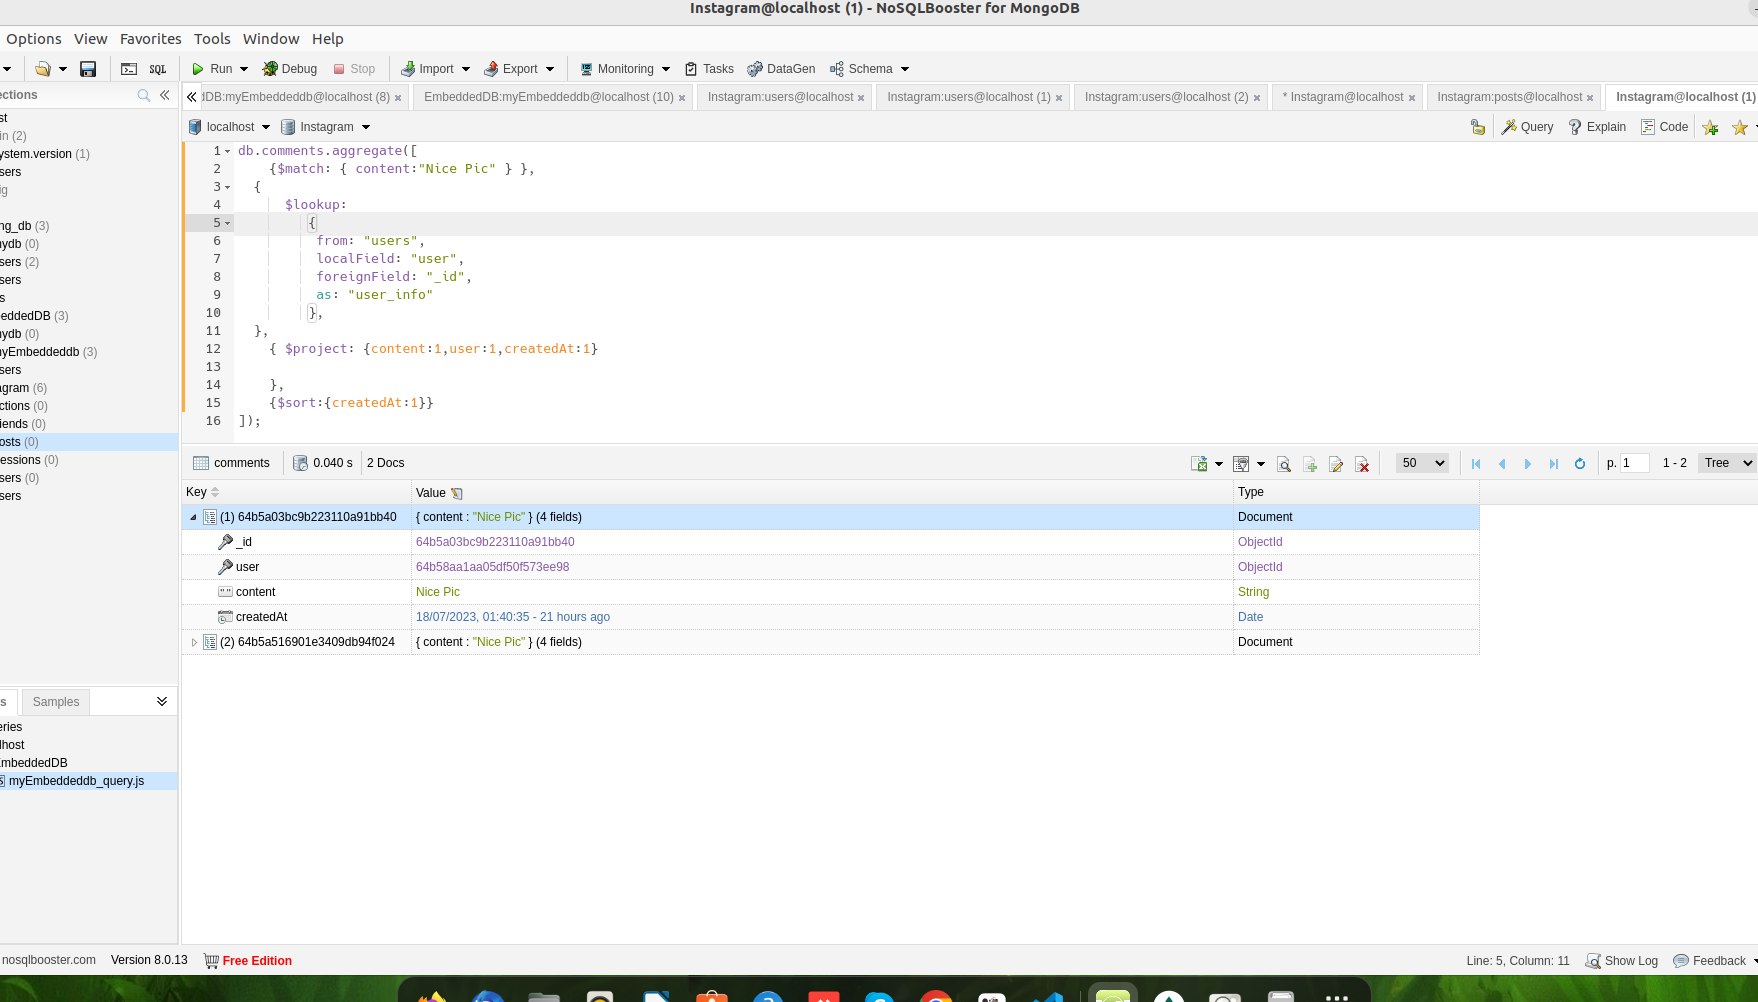 Instagram@localhost (1) - NoSQLBooster for MongoDB
Options View Favorites Tools Window Help
SQL Run Debug Stop Import Export Monitoring Tasks DataGen Schema
ections
dDB:myEmbeddeddb@localhost (8) EmbeddedDB:myEmbeddeddb@localhost (10) Instagram:users@localhost Instagram:users@localhost (1) Instagram:users@localhost (2) * Instagram@localhost Instagram:posts@localhost Instagram@localhost (1)
localhost Instagram Query Explain Code
st
in (2)
ystem.version (1)
sers
ig
ng_db (3)
nydb (0)
sers (2)
sers
s
eddedDB (3)
nydb (0)
nyEmbeddeddb (3)
sers
agram (6)
ctions (0)
iends (0)
osts (0)
essions (0)
sers (0)
sers
1 db.comments.aggregate([
2 {$match: { content:"Nice Pic" } },
3 {
4 $lookup:
5 {
6 from: "users",
7 localField: "user",
8 foreignField: "_id",
9 as: "user_info"
10 },
11 },
12 { $project: {content:1,user:1,createdAt:1}
13
14 },
15 {$sort:{createdAt:1}}
16 ]);
comments 0.040 s 2 Docs 50 p. 1 1 - 2 Tree
Key Value Type
(1) 64b5a03bc9b223110a91bb40 { content : "Nice Pic" } (4 fields) Document
_id 64b5a03bc9b223110a91bb40 ObjectId
user 64b58aa1aa05df50f573ee98 ObjectId
content Nice Pic String
createdAt 18/07/2023, 01:40:35 - 21 hours ago Date
(2) 64b5a516901e3409db94f024 { content : "Nice Pic" } (4 fields) Document
s Samples
eries
lhost
EmbeddedDB
myEmbeddeddb_query.js
nosqlbooster.com Version 8.0.13 Free Edition Line: 5, Column: 11 Show Log Feedback